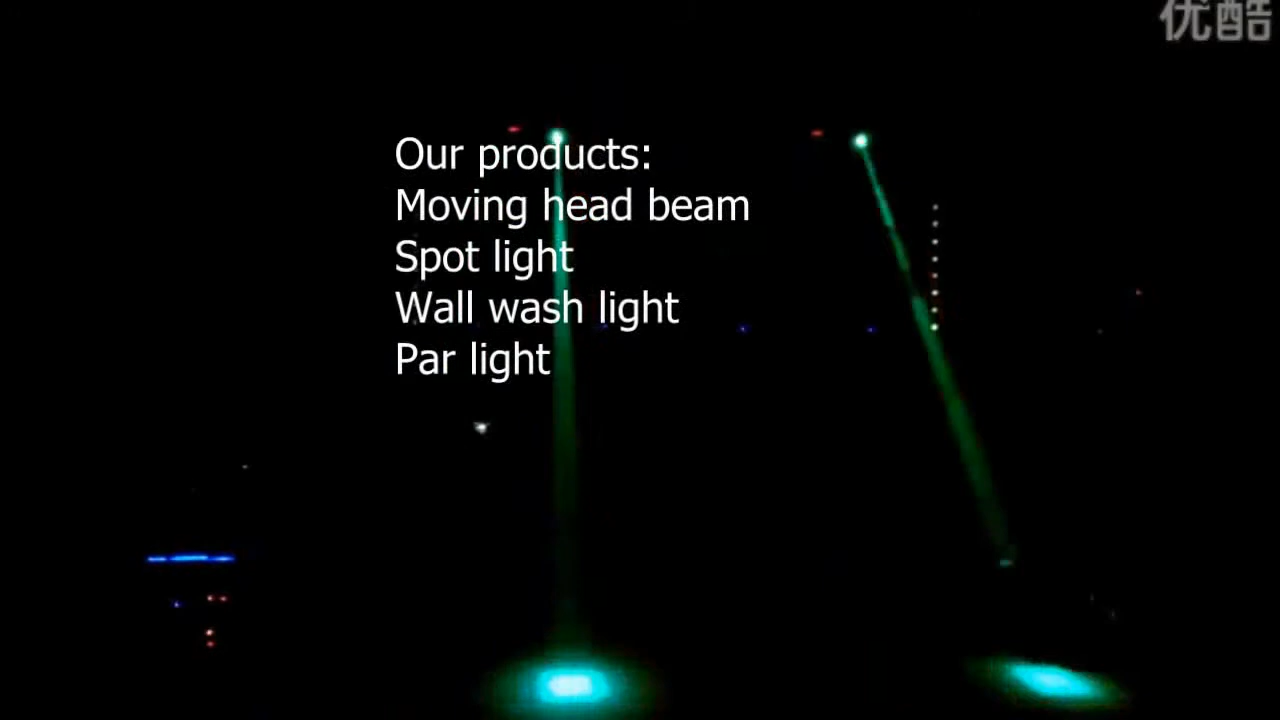 优酷
Our products:
Moving head beam
Spot light
Wall wash light
Par light